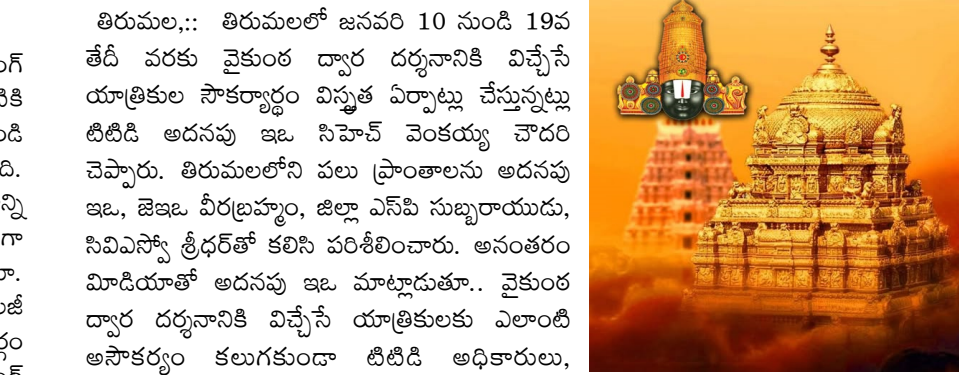 ంగ్
ణికి
ండి
ది.
న్ని
గా
ూ.
లజీ
్గం
తిరుమల,:: తిరుమలలో జనవరి 10 నుండి 19వ
తేదీ వరకు వైకుంఠ ద్వార దర్శనానికి విచ్చేసే
యాత్రికుల సౌకర్యార్థం విస్తృత ఏర్పాట్లు చేస్తున్నట్లు
టిటిడి అదనపు ఇఒ సిహెచ్ వెంకయ్య చౌదరి
చెప్పారు. తిరుమలలోని పలు ప్రాంతాలను అదనపు
ఇఒ, జెఇఒ వీరబ్రహ్మం, జిల్లా ఎస్‌పి సుబ్బరాయుడు,
సివిఎస్వో శ్రీధర్‌తో కలిసి పరిశీలించారు. అనంతరం
మీడియాతో అదనపు ఇఒ మాట్లాడుతూ.. వైకుంఠ
ద్వార దర్శనానికి విచ్చేసే యాత్రికులకు ఎలాంటి
అసౌకర్యం కలుగకుండా టిటిడి అధికారులు,